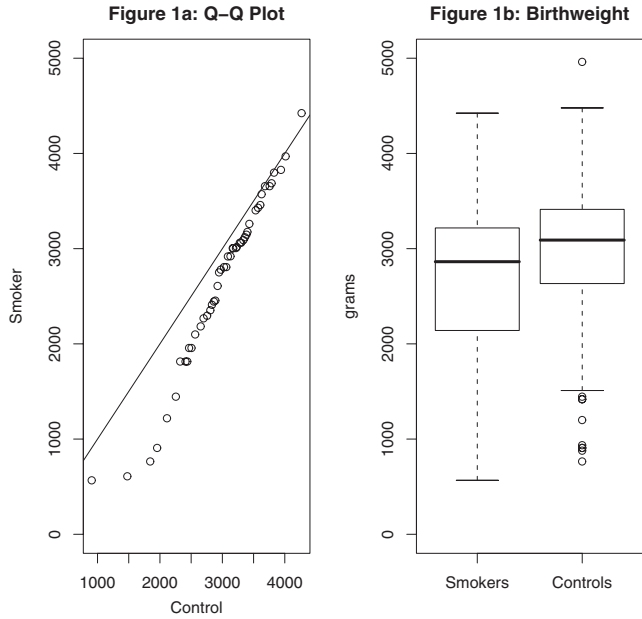 Figure 1a: Q−Q Plot
Smoker
5000
4000
3000
2000
1000
0
1000 2000 3000 4000
Control
Figure 1b: Birthweight
grams
5000
4000
3000
2000
1000
0
Smokers Controls